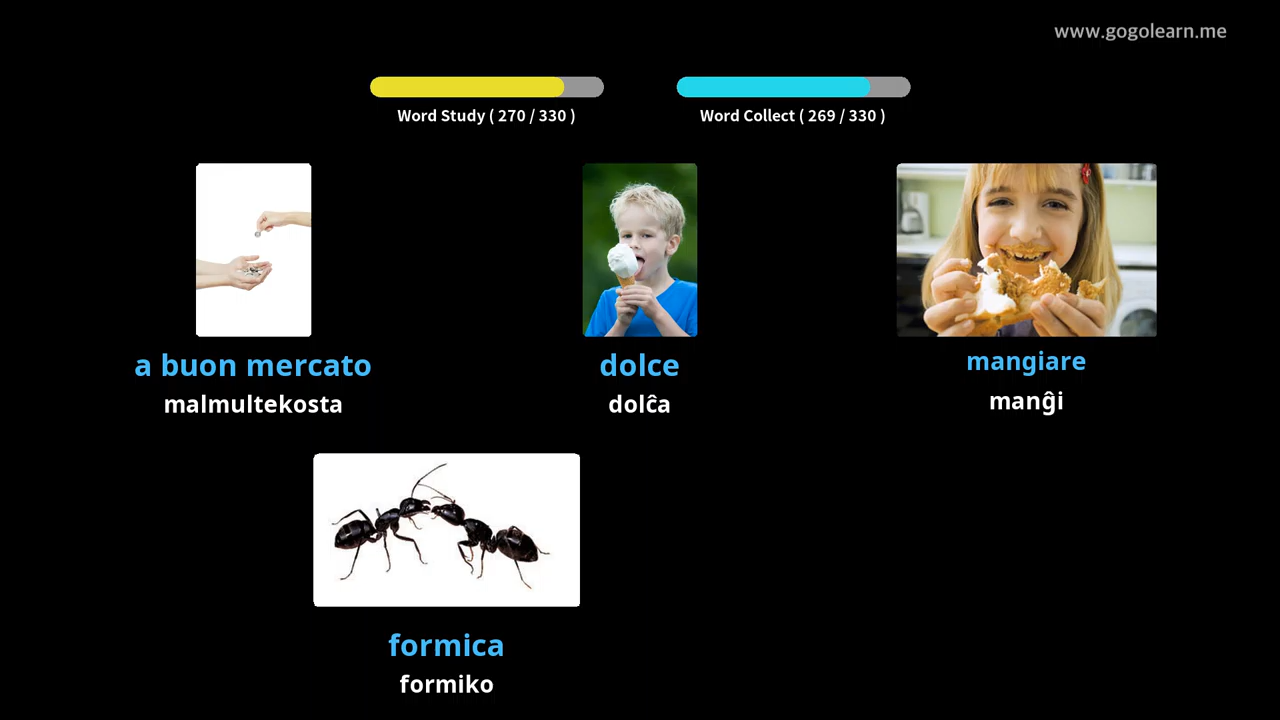 www.gogolearn.me
Word Study ( 270 / 330 )
Word Collect ( 269 / 330 )
a buon mercato
malmultekosta
dolce
dolĉa
mangiare
manĝi
formica
formiko